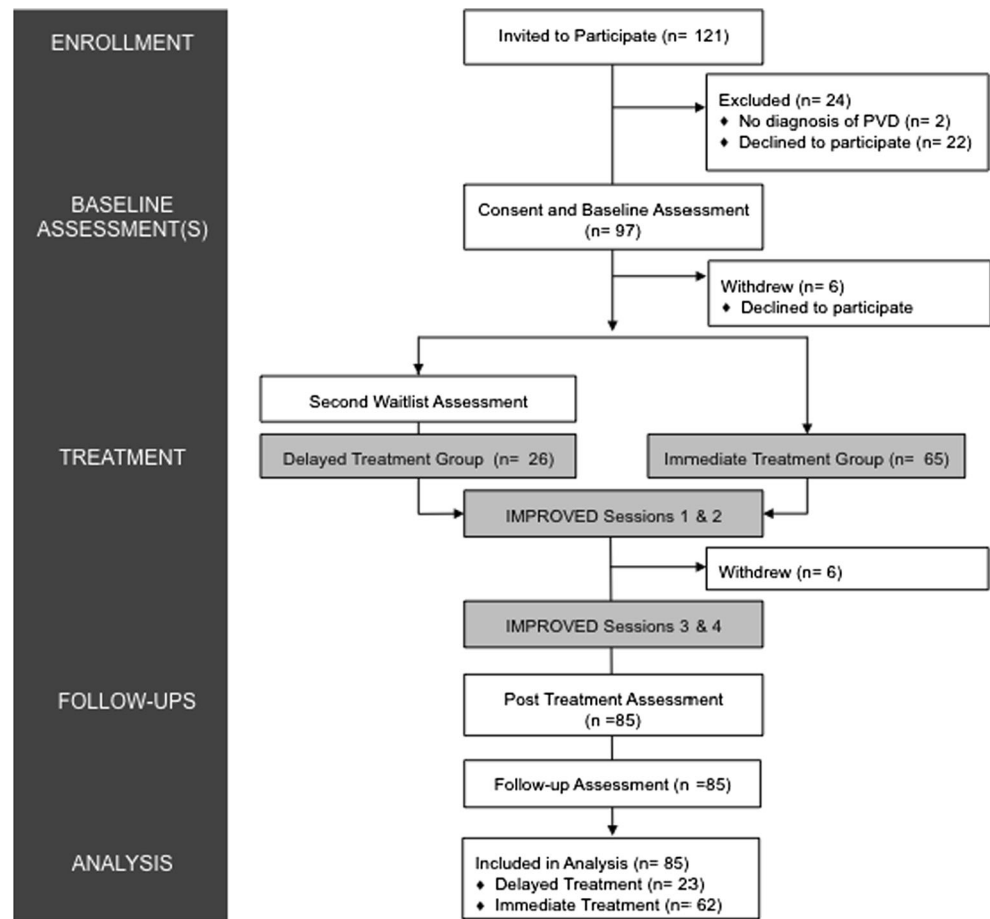 ENROLLMENT
Invited to Participate (n= 121)
Excluded (n= 24)
♦ No diagnosis of PVD (n= 2)
♦ Declined to participate (n= 22)
BASELINE
ASSESSMENT(S)
Consent and Baseline Assessment
(n= 97)
Withdrew (n= 6)
♦ Declined to participate
Second Waitlist Assessment
TREATMENT
Delayed Treatment Group (n= 26)
Immediate Treatment Group (n= 65)
IMPROVED Sessions 1 & 2
Withdrew (n= 6)
IMPROVED Sessions 3 & 4
FOLLOW-UPS
Post Treatment Assessment
(n =85)
Follow-up Assessment (n =85)
ANALYSIS
Included in Analysis (n= 85)
♦ Delayed Treatment (n= 23)
♦ Immediate Treatment (n= 62)